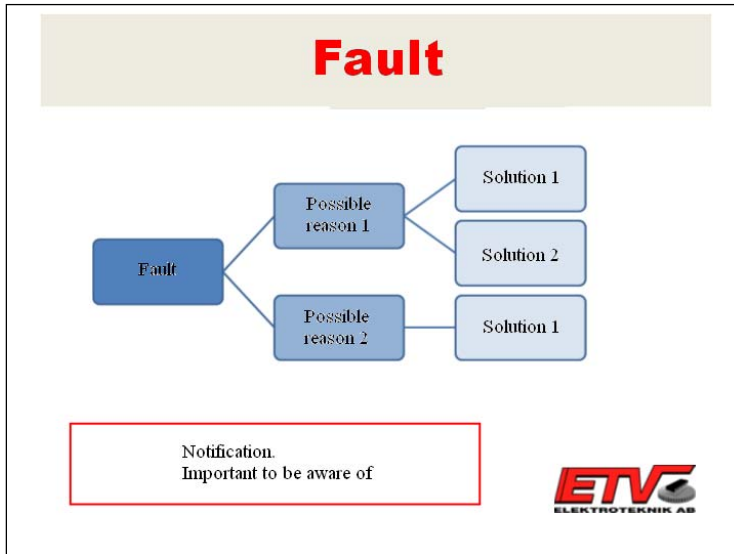 Fault
Fault
Possible
reason 1
Solution 1
Solution 2
Possible
reason 2
Solution 1
Notification.
Important to be aware of
ETV
ELEKTROTEKNIK AB